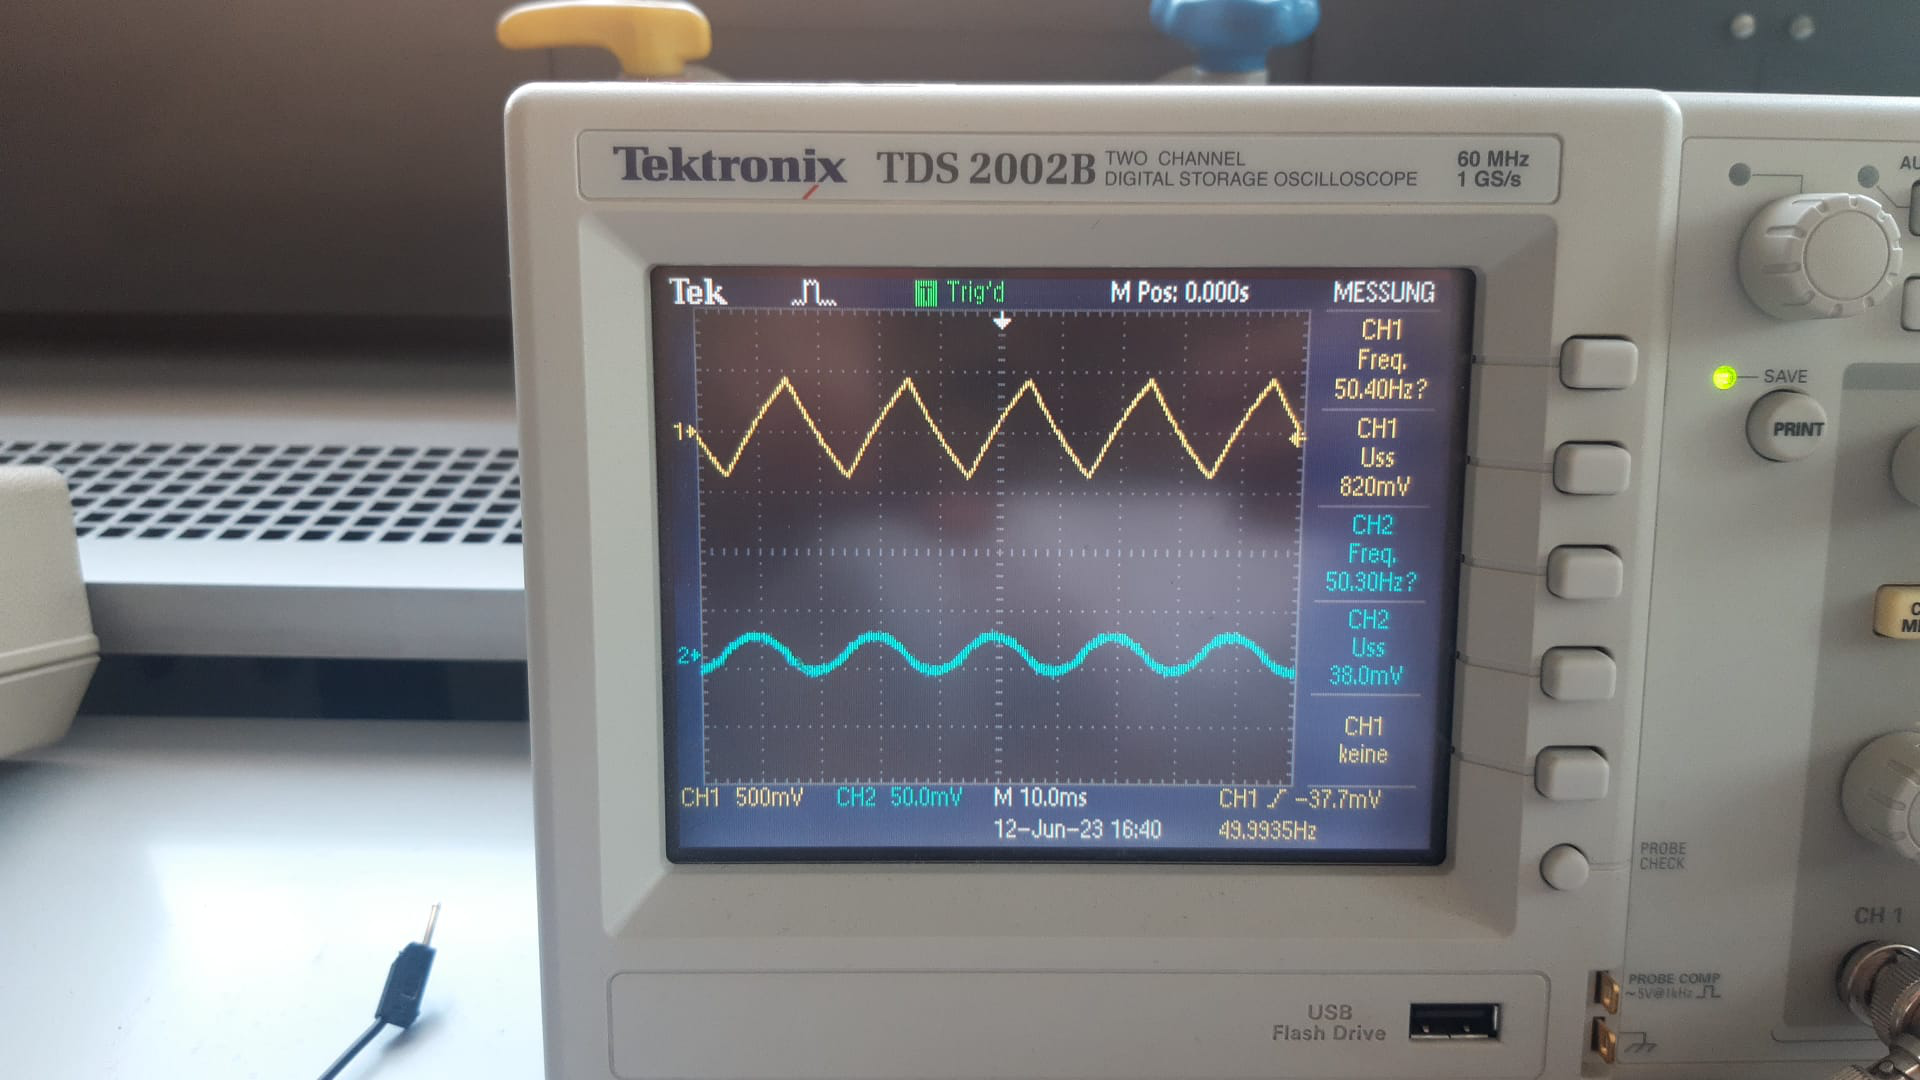 Tektronix TDS 2002B TWO CHANNEL
DIGITAL STORAGE OSCILLOSCOPE
60 MHz
1 GS/s
Tek
T Trig'd
M Pos: 0.000s
MESSUNG
CH1
Freq.
50.40Hz?
CH1
Uss
820mV
CH2
Freq.
50.30Hz?
CH2
Uss
38.0mV
CH1
keine
1
2
CH1 500mV
CH2 50.0mV
M 10.0ms
CH1 -37.7mV
12-Jun-23 16:40
49.9935Hz
SAVE
PRINT
PROBE
CHECK
CH 1
PROBE COMP
~5V@1kHz
USB
Flash Drive